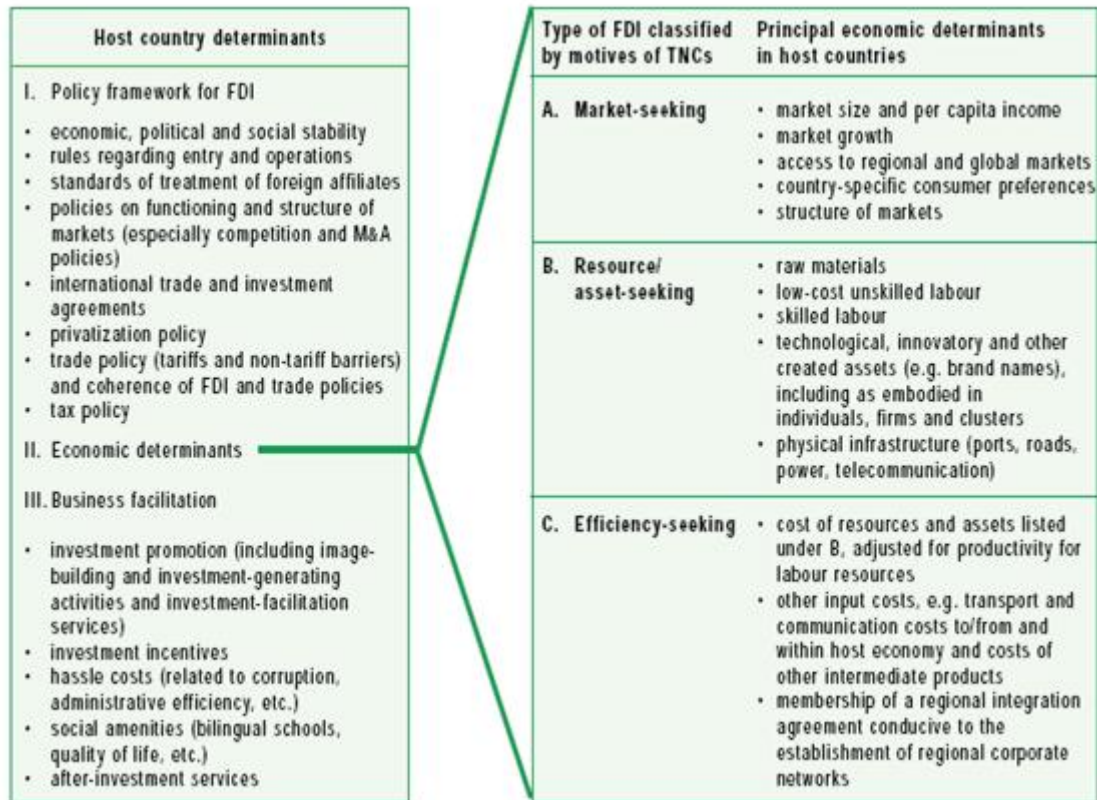 Host country determinants
I. Policy framework for FDI
• economic, political and social stability
• rules regarding entry and operations
• standards of treatment of foreign affiliates
• policies on functioning and structure of
markets (especially competition and M&A
policies)
• international trade and investment
agreements
• privatization policy
• trade policy (tariffs and non-tariff barriers)
and coherence of FDI and trade policies
• tax policy
II. Economic determinants
III. Business facilitation
• investment promotion (including image-
building and investment-generating
activities and investment-facilitation
services)
• investment incentives
• hassle costs (related to corruption,
administrative efficiency, etc.)
• social amenities (bilingual schools,
quality of life, etc.)
• after-investment services
Type of FDI classified
by motives of TNCs
Principal economic determinants
in host countries
A. Market-seeking
• market size and per capita income
• market growth
• access to regional and global markets
• country-specific consumer preferences
• structure of markets
B. Resource/
asset-seeking
• raw materials
• low-cost unskilled labour
• skilled labour
• technological, innovatory and other
created assets (e.g. brand names),
including as embodied in
individuals, firms and clusters
• physical infrastructure (ports, roads,
power, telecommunication)
C. Efficiency-seeking
• cost of resources and assets listed
under B, adjusted for productivity for
labour resources
• other input costs, e.g. transport and
communication costs to/from and
within host economy and costs of
other intermediate products
• membership of a regional integration
agreement conducive to the
establishment of regional corporate
networks